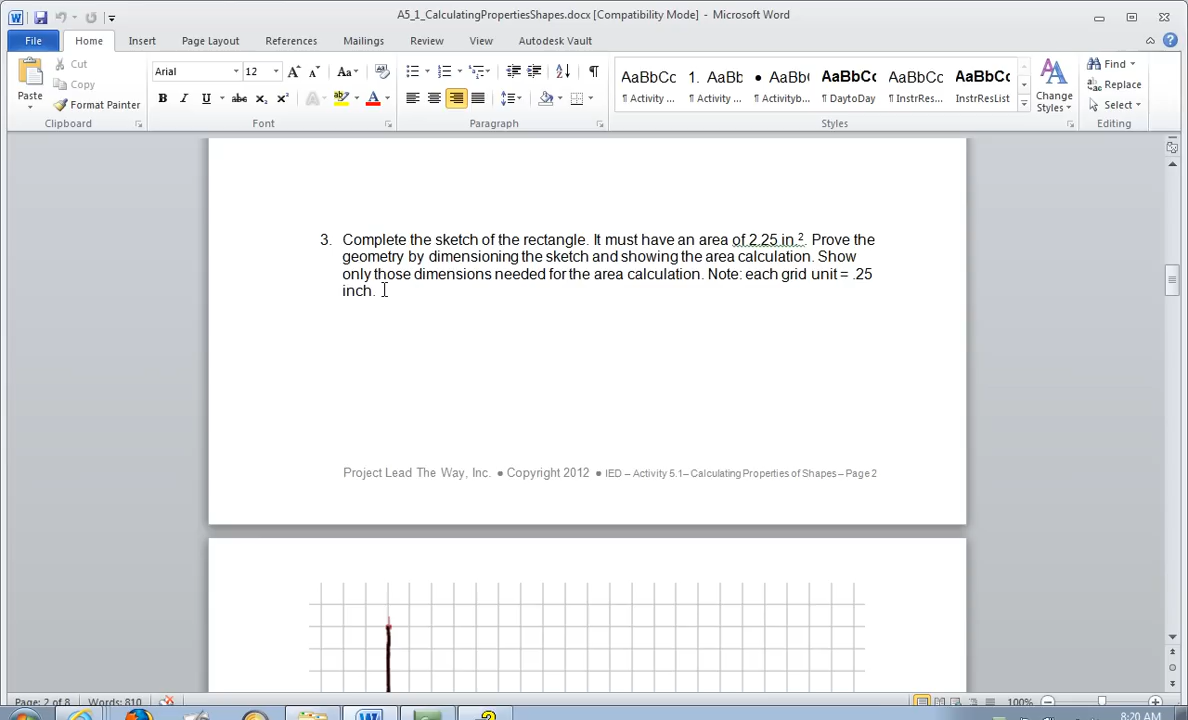 A5_1_CalculatingPropertiesShapes.docx [Compatibility Mode] - Microsoft Word
File Home Insert Page Layout References Mailings Review View Autodesk Vault
Paste
Cut
Copy
Format Painter
Clipboard
Arial 12
Font
Paragraph
AaBbCc 1. AaBb • AaBb( AaBbCc AaBbCc AaBbCc
¶ Activity ... ¶ Activity ... ¶ Activityb... ¶ DaytoDay ¶ InstrRes... InstrResList
Change Styles
Styles
Find
Replace
Select
Editing
3. Complete the sketch of the rectangle. It must have an area of 2.25 in.². Prove the
geometry by dimensioning the sketch and showing the area calculation. Show
only those dimensions needed for the area calculation. Note: each grid unit = .25
inch.
Project Lead The Way, Inc. ● Copyright 2012 ● IED – Activity 5.1– Calculating Properties of Shapes – Page 2
Page 2 of 8 Words: 810
100%
8:20 AM